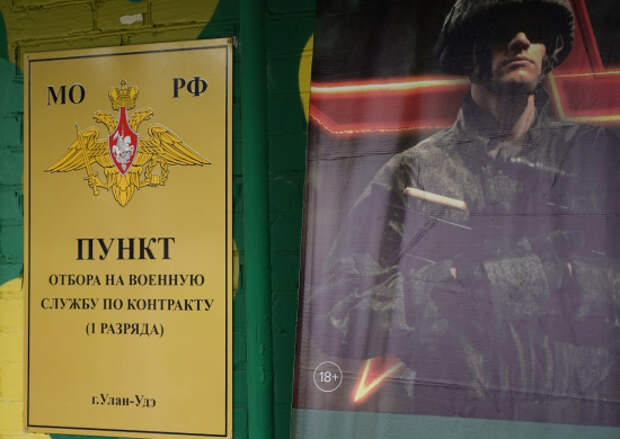 МО РФ
ПУНКТ
ОТБОРА НА ВОЕННУЮ
СЛУЖБУ ПО КОНТРАКТУ
(1 РАЗРЯДА)
г.Улан-Удэ
18+